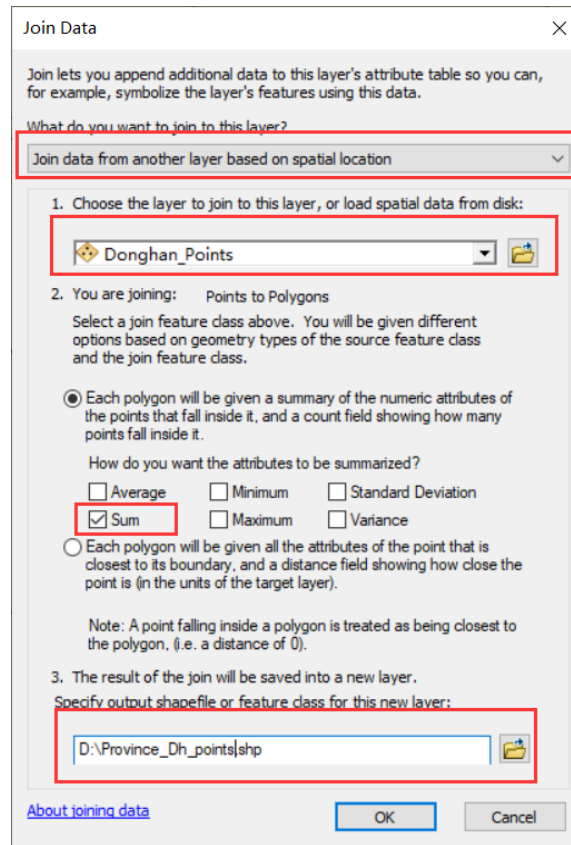 Join Data
Join lets you append additional data to this layer's attribute table so you can,
for example, symbolize the layer's features using this data.
What do you want to join to this layer?
Join data from another layer based on spatial location
1. Choose the layer to join to this layer, or load spatial data from disk:
Donghan_Points
2. You are joining: Points to Polygons
Select a join feature class above. You will be given different
options based on geometry types of the source feature class
and the join feature class.
Each polygon will be given a summary of the numeric attributes of
the points that fall inside it, and a count field showing how many
points fall inside it.
How do you want the attributes to be summarized?
Average Minimum Standard Deviation
Sum Maximum Variance
Each polygon will be given all the attributes of the point that is
closest to its boundary, and a distance field showing how close the
point is (in the units of the target layer).
Note: A point falling inside a polygon is treated as being closest to
the polygon, (i.e. a distance of 0).
3. The result of the join will be saved into a new layer.
Specify output shapefile or feature class for this new layer:
D:\Province_Dh_points.shp
About joining data
OK Cancel